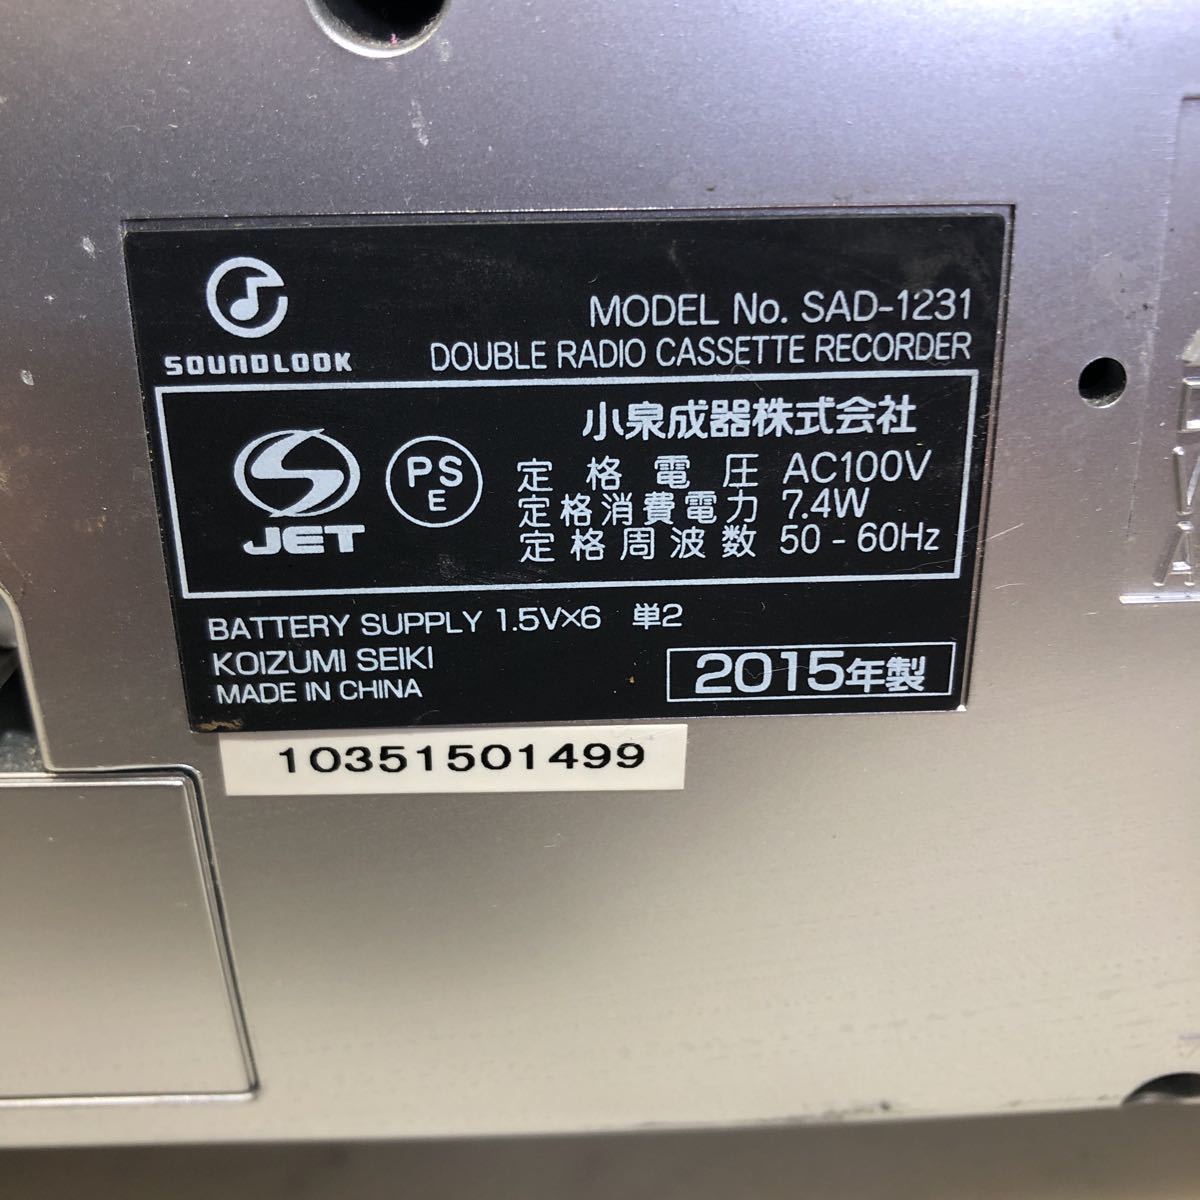 SOUNDLOOK
MODEL No. SAD-1231
DOUBLE RADIO CASSETTE RECORDER
小泉成器株式会社
JET
PS
E
定格電圧 AC100V
定格消費電力 7.4W
定格周波数 50-60Hz
BATTERY SUPPLY 1.5V×6 単2
KOIZUMI SEIKI
MADE IN CHINA
2015年製
10351501499